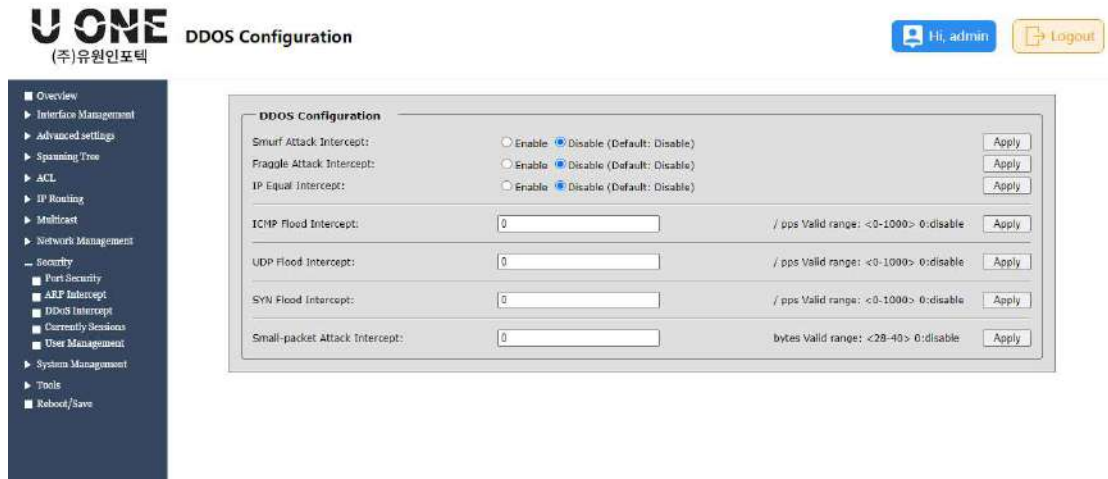 U ONE
(주)유원인포텍
DDOS Configuration
Hi, admin
Logout
Overview
Interface Management
Advanced settings
Spanning Tree
ACL
IP Routing
Multicast
Network Management
Security
Port Security
ARP Intercept
DDoS Intercept
Currently Sessions
User Management
System Management
Tools
Reboot/Save
DDOS Configuration
Smurf Attack Intercept: Enable Disable (Default: Disable) Apply
Fraggle Attack Intercept: Enable Disable (Default: Disable) Apply
IP Equal Intercept: Enable Disable (Default: Disable) Apply
ICMP Flood Intercept: 0 / pps Valid range: <0-1000> 0:disable Apply
UDP Flood Intercept: 0 / pps Valid range: <0-1000> 0:disable Apply
SYN Flood Intercept: 0 / pps Valid range: <0-1000> 0:disable Apply
Small-packet Attack Intercept: 0 bytes Valid range: <28-40> 0:disable Apply